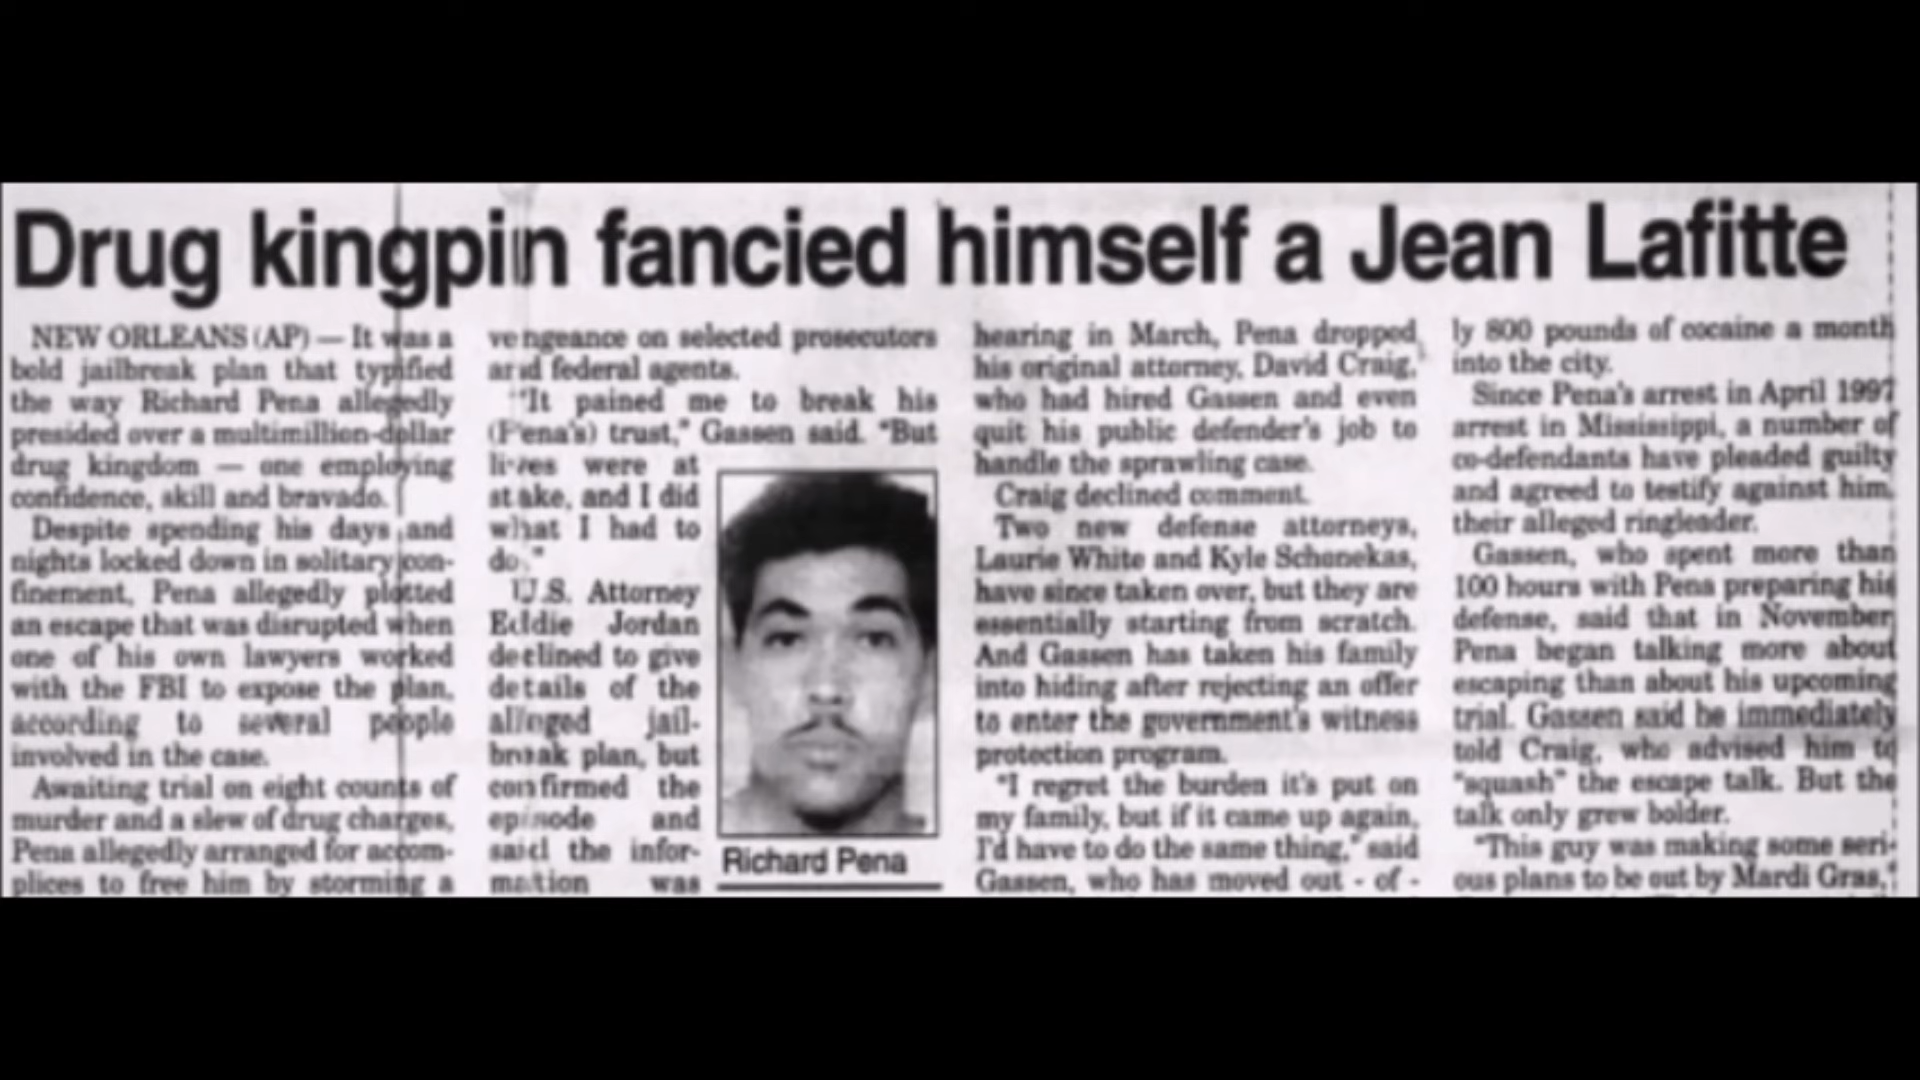 Drug kingpin fancied himself a Jean Lafitte
NEW ORLEANS (AP) — It was a
bold jailbreak plan that typified
the way Richard Pena allegedly
presided over a multimillion-dollar
drug kingdom — one employing
confidence, skill and bravado.
Despite spending his days and
nights locked down in solitary con-
finement, Pena allegedly plotted
an escape that was disrupted when
one of his own lawyers worked
with the FBI to expose the plan,
according to several people
involved in the case.
Awaiting trial on eight counts of
murder and a slew of drug charges,
Pena allegedly arranged for accom-
plices to free him by storming a
vengeance on selected prosecutors
and federal agents.
"It pained me to break his
(Pena's) trust," Gassen said. "But
lives were at
stake, and I did
what I had to
do."
U.S. Attorney
Eddie Jordan
declined to give
details of the
alleged jail-
break plan, but
confirmed the
episode and
said the infor-
mation was
Richard Pena
hearing in March, Pena dropped
his original attorney, David Craig,
who had hired Gassen and even
quit his public defender's job to
handle the sprawling case.
Craig declined comment.
Two new defense attorneys,
Laurie White and Kyle Schonekas,
have since taken over, but they are
essentially starting from scratch.
And Gassen has taken his family
into hiding after rejecting an offer
to enter the government's witness
protection program.
"I regret the burden it's put on
my family, but if it came up again,
I'd have to do the same thing," said
Gassen, who has moved out - of -
ly 800 pounds of cocaine a month
into the city.
Since Pena's arrest in April 1997
arrest in Mississippi, a number of
co-defendants have pleaded guilty
and agreed to testify against him,
their alleged ringleader.
Gassen, who spent more than
100 hours with Pena preparing his
defense, said that in November
Pena began talking more about
escaping than about his upcoming
trial. Gassen said he immediately
told Craig, who advised him to
"squash" the escape talk. But the
talk only grew bolder.
"This guy was making some seri-
ous plans to be out by Mardi Gras,"